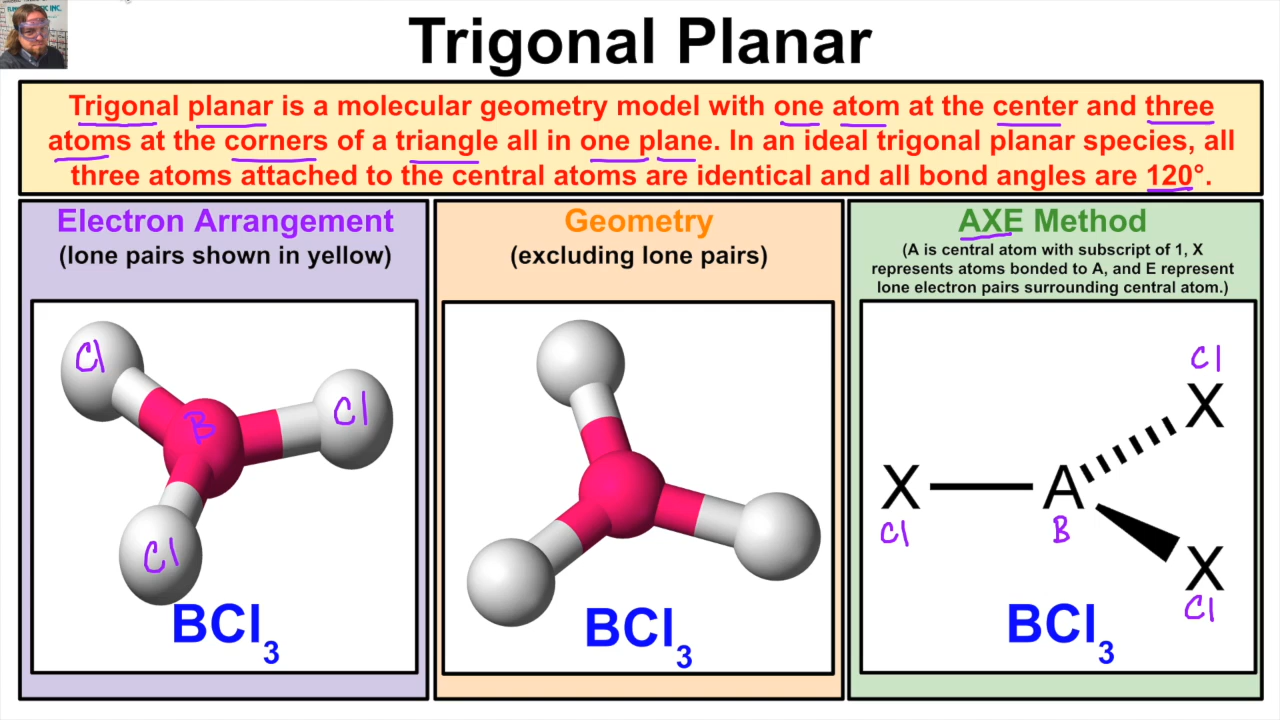 Trigonal Planar
Trigonal planar is a molecular geometry model with one atom at the center and three
atoms at the corners of a triangle all in one plane. In an ideal trigonal planar species, all
three atoms attached to the central atoms are identical and all bond angles are 120°.
Electron Arrangement
(lone pairs shown in yellow)
Cl
B
Cl
Cl
BCl3
Geometry
(excluding lone pairs)
BCl3
AXE Method
(A is central atom with subscript of 1, X
represents atoms bonded to A, and E represent
lone electron pairs surrounding central atom.)
Cl
X
X A
Cl B
X
Cl
BCl3